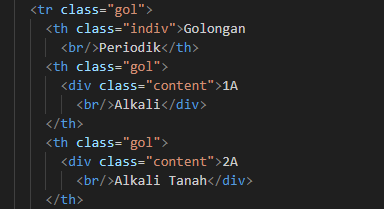 <tr class="gol">
<th class="indiv">Golongan
<br/>Periodik</th>
<th class="gol">
<div class="content">1A
<br/>Alkali</div>
</th>
<th class="gol">
<div class="content">2A
<br/>Alkali Tanah</div>
</th>